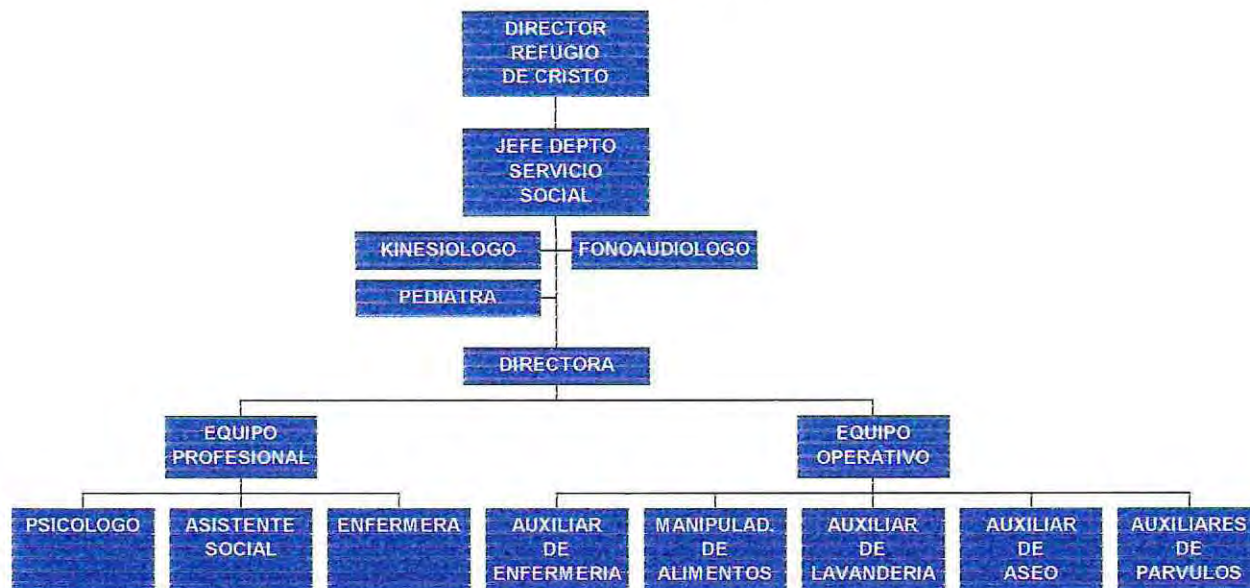 DIRECTOR
REFUGIO
DE CRISTO
JEFE DEPTO
SERVICIO
SOCIAL
KINESIOLOGO
FONOAUDIOLOGO
PEDIATRA
DIRECTORA
EQUIPO
PROFESIONAL
EQUIPO
OPERATIVO
PSICOLOGO
ASISTENTE
SOCIAL
ENFERMERA
AUXILIAR
DE
ENFERMERIA
MANIPULAD.
DE
ALIMENTOS
AUXILIAR
DE
LAVANDERIA
AUXILIAR
DE
ASEO
AUXILIARES
DE
PARVULOS